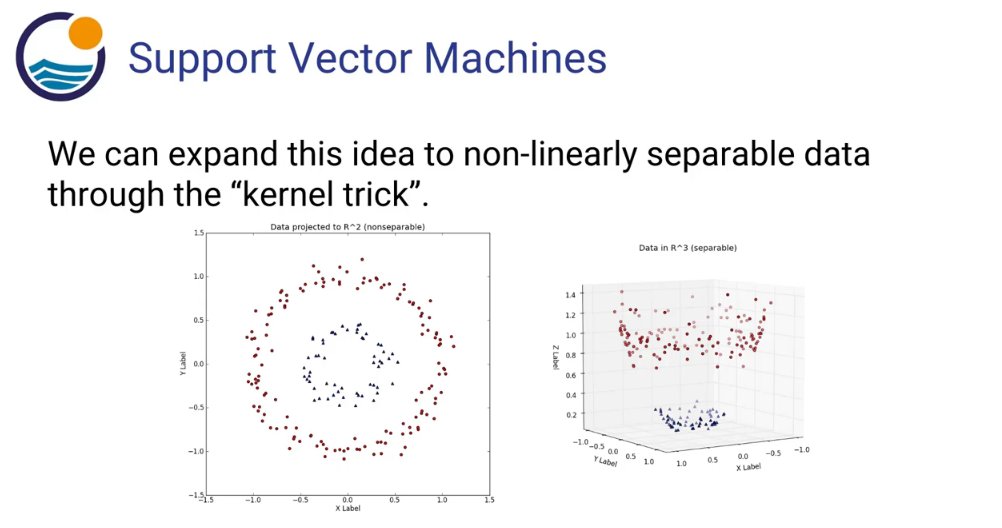 Support Vector Machines
We can expand this idea to non-linearly separable data
through the “kernel trick”.
Data projected to R^2 (nonseparable)
1.5
1.0
0.5
0.0
−0.5
−1.0
−1.5
Y Label
−1.5 −1.0 −0.5 0.0 0.5 1.0 1.5
X Label
Data in R^3 (separable)
1.4
1.2
1.0
0.8
0.6
0.4
0.2
Z Label
−1.0 −0.5 0.0 0.5 1.0
Y Label
1.0 0.5 0.0 −0.5 −1.0
X Label